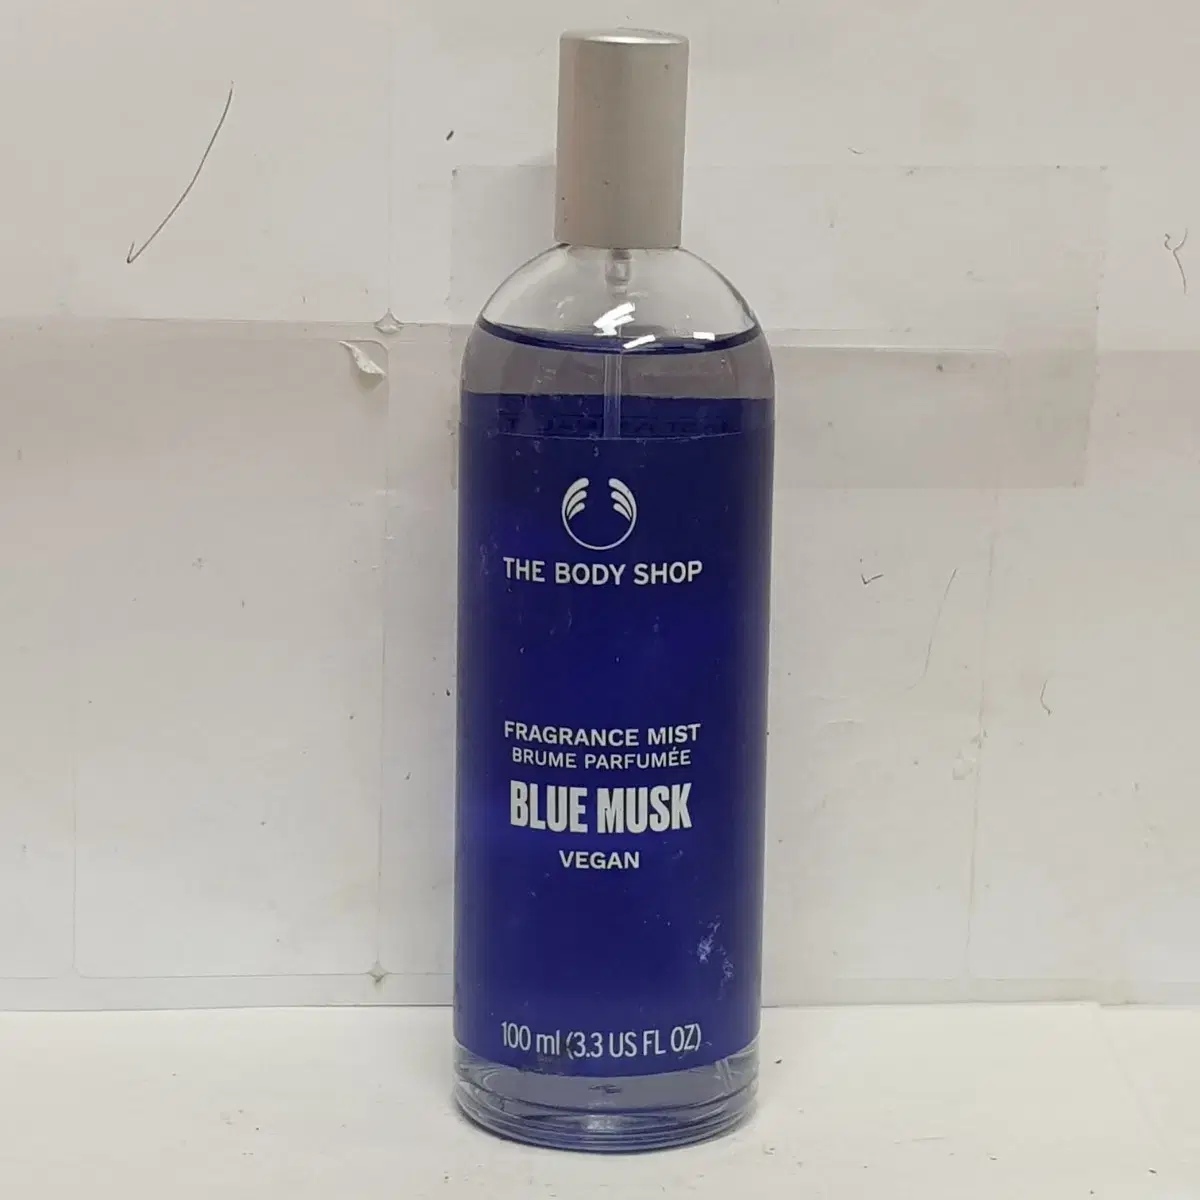 THE BODY SHOP
FRAGRANCE MIST
BRUME PARFUMÉE
BLUE MUSK
VEGAN
100 ml (3.3 US FL OZ)